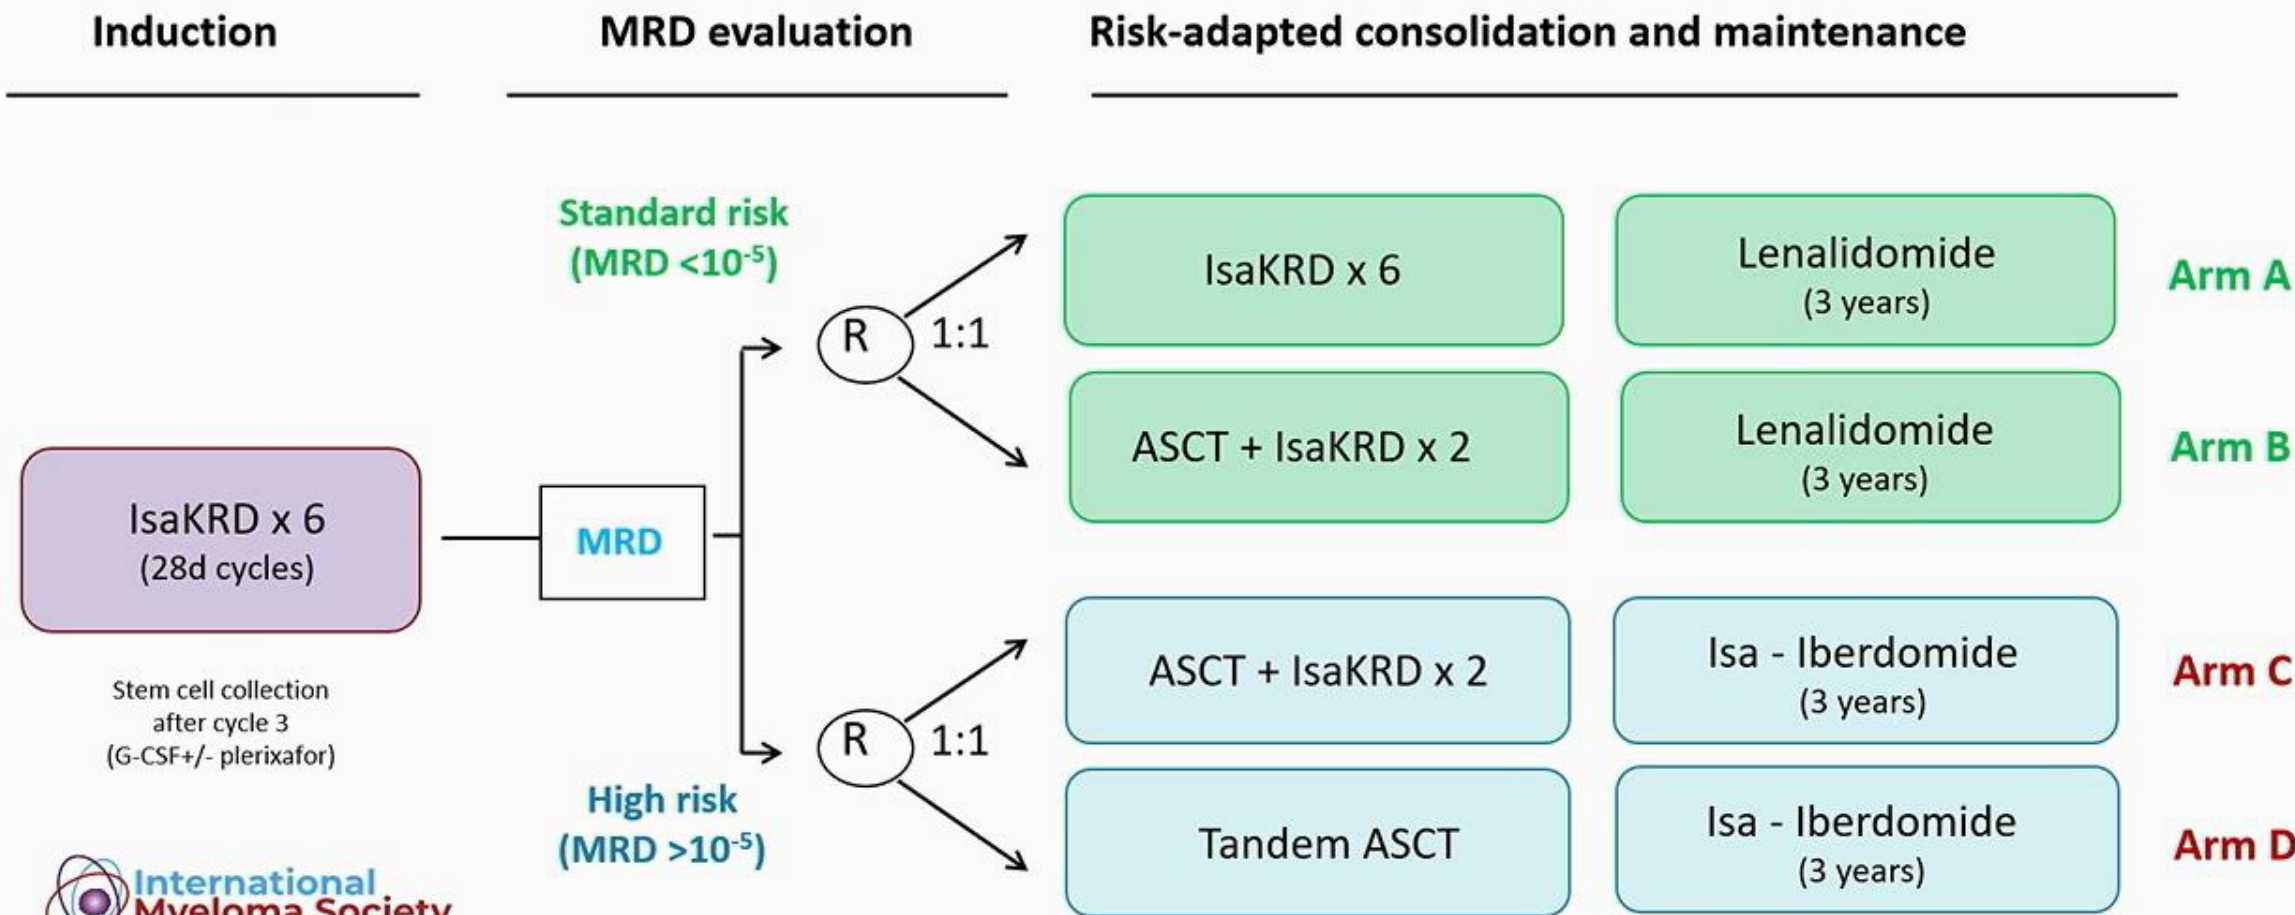 Induction
MRD evaluation
Risk-adapted consolidation and maintenance
Standard risk
(MRD <10⁻⁵)
R
1:1
IsaKRD x 6
Lenalidomide
(3 years)
Arm A
ASCT + IsaKRD x 2
Lenalidomide
(3 years)
Arm B
IsaKRD x 6
(28d cycles)
MRD
Stem cell collection
after cycle 3
(G-CSF+/- plerixafor)
High risk
(MRD >10⁻⁵)
R
1:1
ASCT + IsaKRD x 2
Isa - Iberdomide
(3 years)
Arm C
Tandem ASCT
Isa - Iberdomide
(3 years)
Arm D
International
Myeloma Society